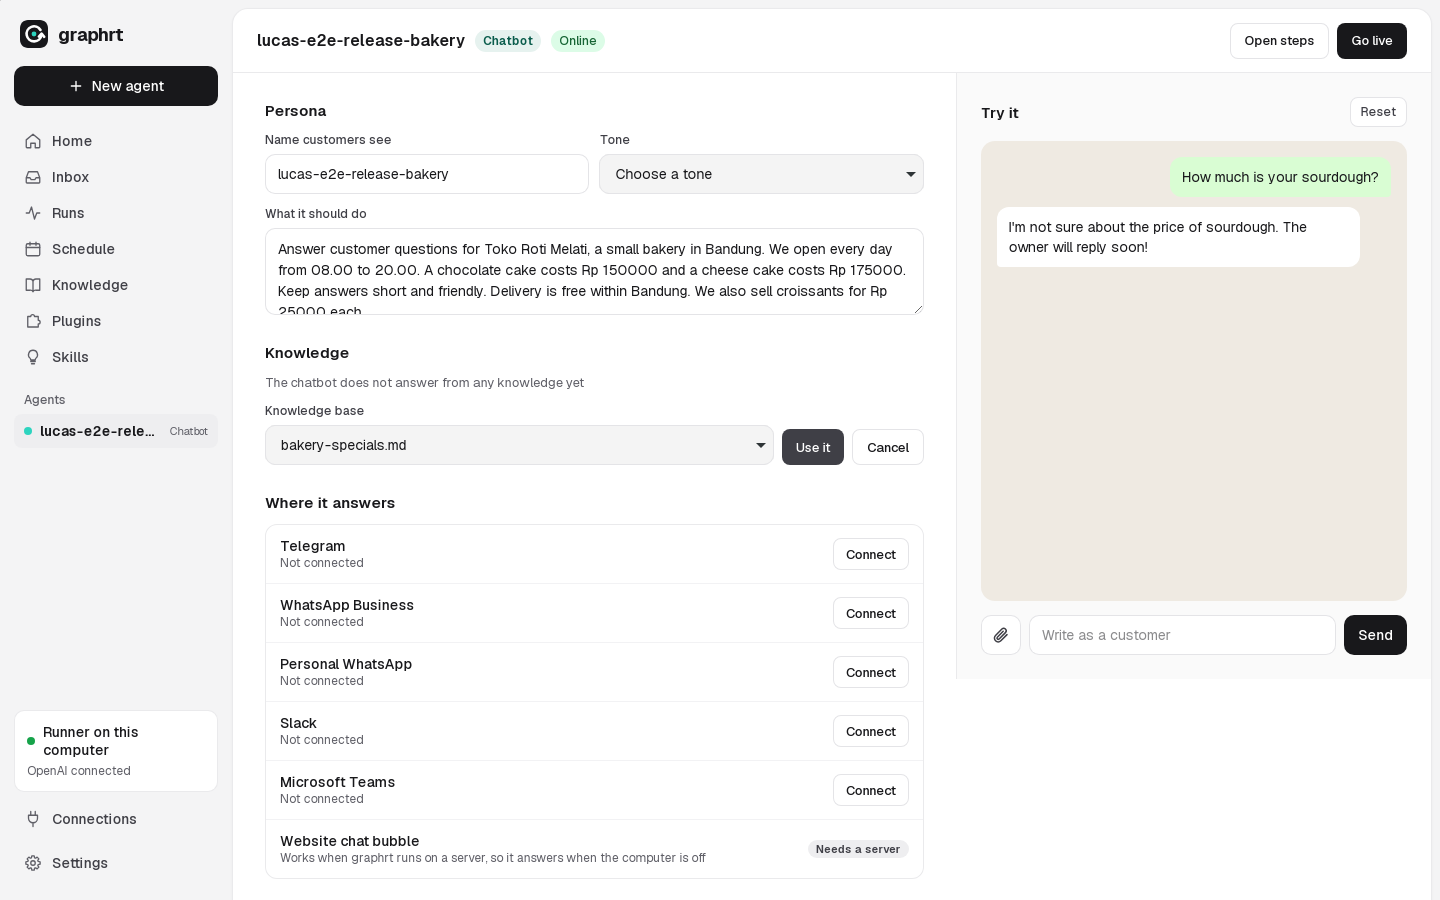 graphrt
New agent
Home
Inbox
Runs
Schedule
Knowledge
Plugins
Skills
Agents
lucas-e2e-rele... Chatbot
Runner on this
computer
OpenAI connected
Connections
Settings
lucas-e2e-release-bakery Chatbot Online
Open steps Go live
Persona
Name customers see Tone
lucas-e2e-release-bakery Choose a tone
What it should do
Answer customer questions for Toko Roti Melati, a small bakery in Bandung. We open every day
from 08.00 to 20.00. A chocolate cake costs Rp 150000 and a cheese cake costs Rp 175000.
Keep answers short and friendly. Delivery is free within Bandung. We also sell croissants for Rp
25000 each
Knowledge
The chatbot does not answer from any knowledge yet
Knowledge base
bakery-specials.md Use it Cancel
Where it answers
Telegram
Not connected
Connect
WhatsApp Business
Not connected
Connect
Personal WhatsApp
Not connected
Connect
Slack
Not connected
Connect
Microsoft Teams
Not connected
Connect
Website chat bubble
Works when graphrt runs on a server, so it answers when the computer is off
Needs a server
Try it Reset
How much is your sourdough?
I'm not sure about the price of sourdough. The
owner will reply soon!
Write as a customer Send